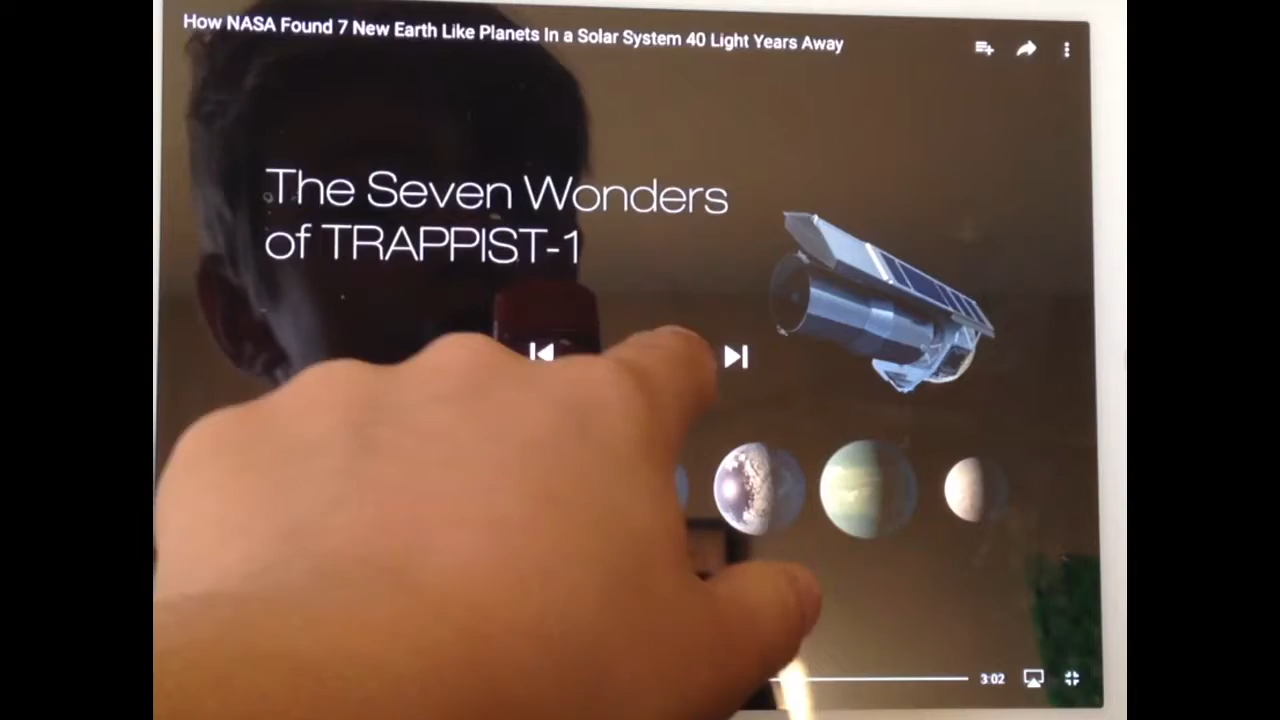 How NASA Found 7 New Earth Like Planets In a Solar System 40 Light Years Away
The Seven Wonders
of TRAPPIST-1
3:02